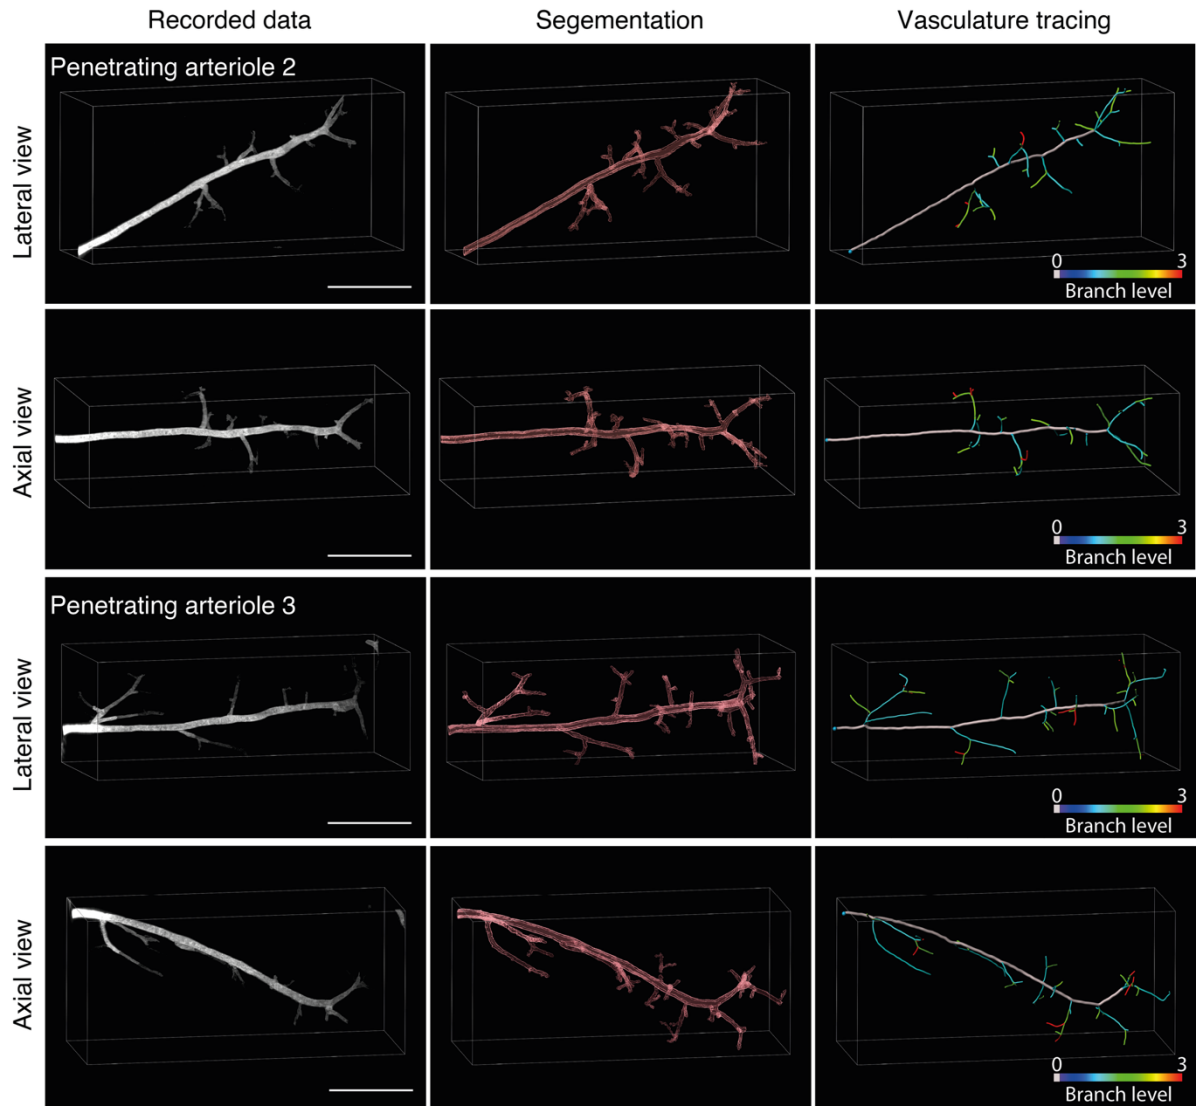 Recorded data
Segementation
Vasculature tracing
Lateral view
Penetrating arteriole 2
0
3
Branch level
Axial view
0
3
Branch level
Lateral view
Penetrating arteriole 3
0
3
Branch level
Axial view
0
3
Branch level